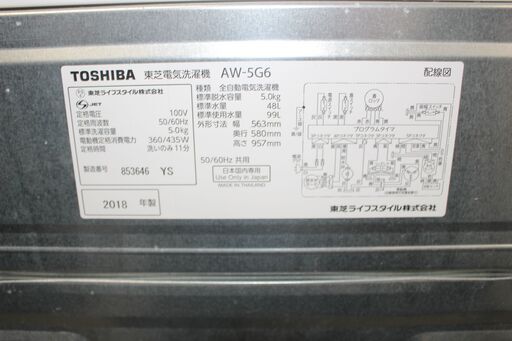 TOSHIBA 東芝電気洗濯機 AW-5G6
配線図
東芝ライフスタイル株式会社
JET
定格電圧 100V
定格周波数 50/60Hz
標準洗濯容量 5.0kg
電動機定格消費電力 360/435W
定格時間 洗いのみ11分
製造番号 853646 YS
2018 年製
種類 全自動電気洗濯機
標準脱水容量 5.0kg
標準水量 48L
標準使用水量 99L
外形寸法 幅 563mm
奥行 580mm
高さ 957mm
50/60Hz 共用
日本国内専用
Use Only in Japan
MADE IN THAILAND
プログラムタイマ
東芝ライフスタイル株式会社